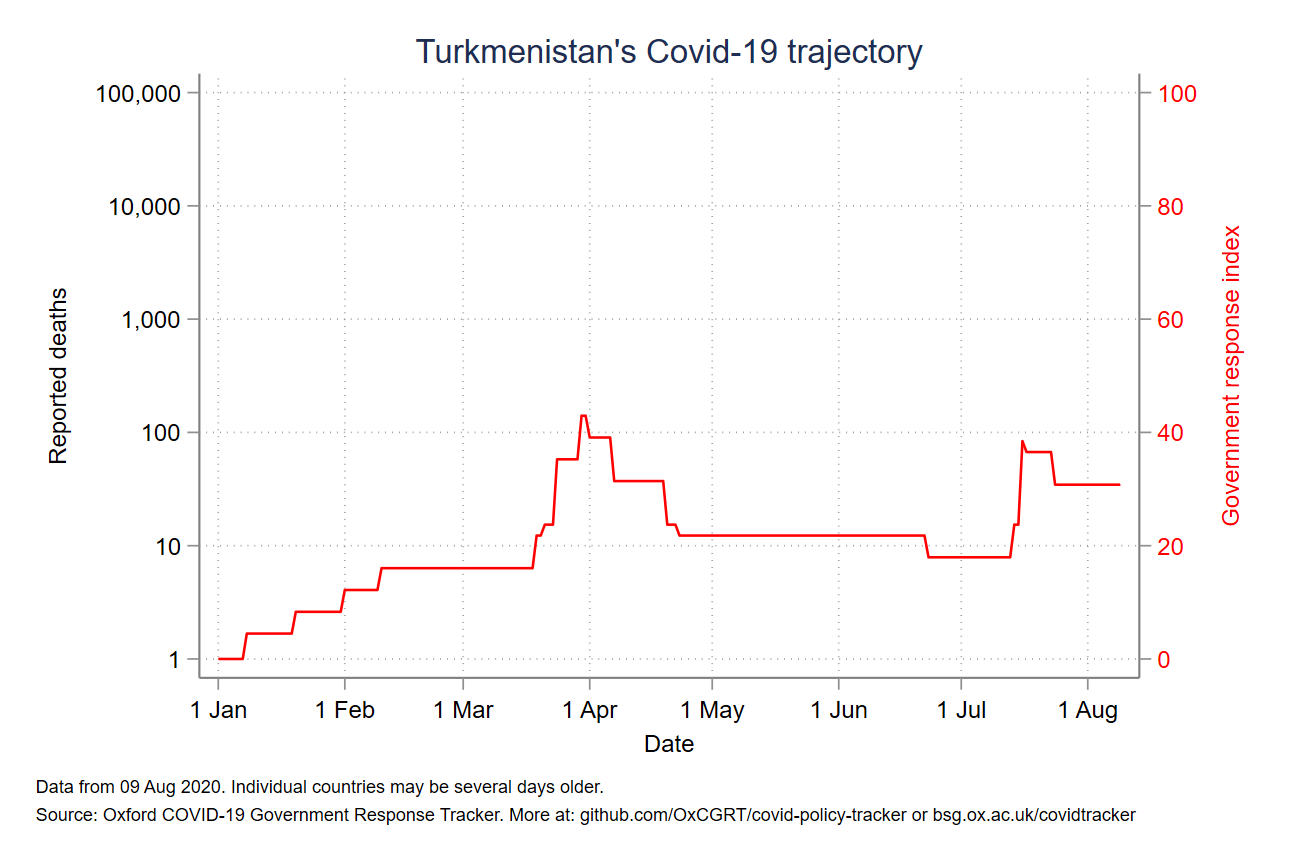 Turkmenistan's Covid-19 trajectory
100,000
10,000
1,000
100
10
1
Reported deaths
100
80
60
40
20
0
Government response index
1 Jan 1 Feb 1 Mar 1 Apr 1 May 1 Jun 1 Jul 1 Aug
Date
Data from 09 Aug 2020. Individual countries may be several days older.
Source: Oxford COVID-19 Government Response Tracker. More at: github.com/OxCGRT/covid-policy-tracker or bsg.ox.ac.uk/covidtracker